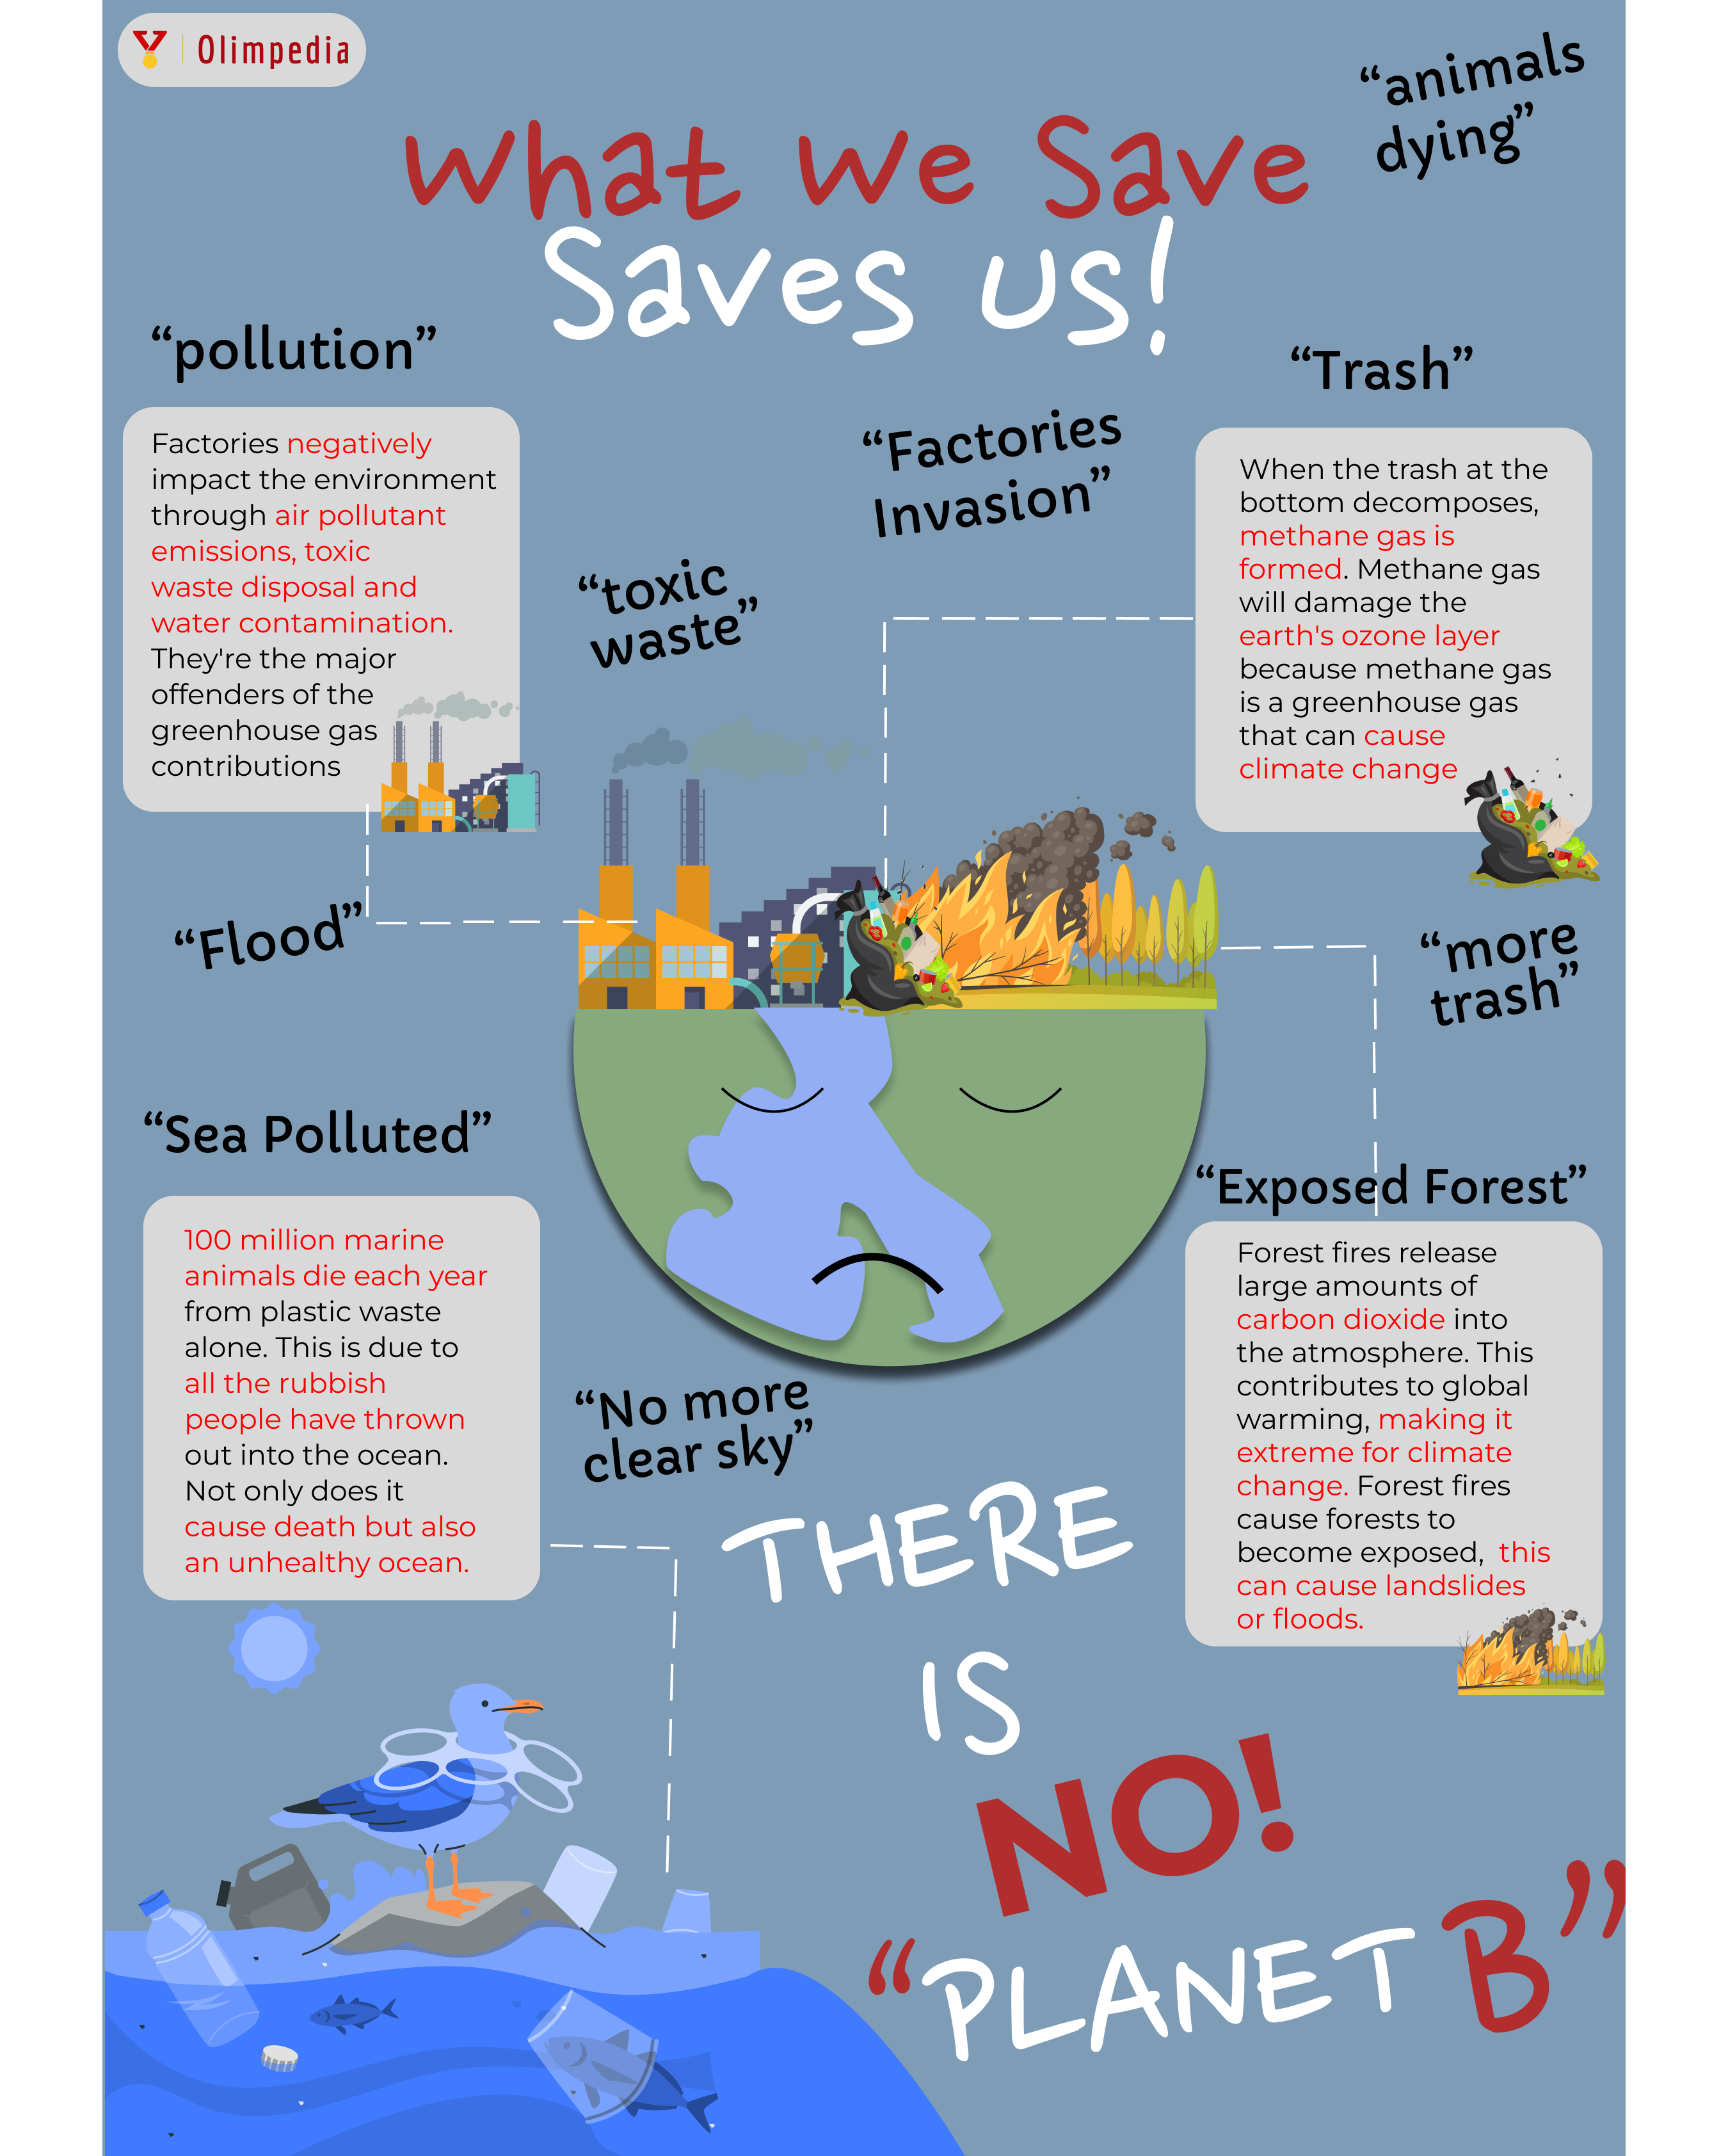 Olimpedia
"animals
dying"
What We Save
Saves us!
"pollution"
Factories negatively
impact the environment
through air pollutant
emissions, toxic
waste disposal and
water contamination.
They're the major
offenders of the
greenhouse gas
contributions
"Trash"
When the trash at the
bottom decomposes,
methane gas is
formed. Methane gas
will damage the
earth's ozone layer
because methane gas
is a greenhouse gas
that can cause
climate change
"Factories
Invasion"
"toxic
waste"
"Flood"
"more
trash"
"Sea Polluted"
100 million marine
animals die each year
from plastic waste
alone. This is due to
all the rubbish
people have thrown
out into the ocean.
Not only does it
cause death but also
an unhealthy ocean.
"Exposed Forest"
Forest fires release
large amounts of
carbon dioxide into
the atmosphere. This
contributes to global
warming, making it
extreme for climate
change. Forest fires
cause forests to
become exposed, this
can cause landslides
or floods.
"No more
clear sky"
THERE
IS
NO!
"PLANET B"